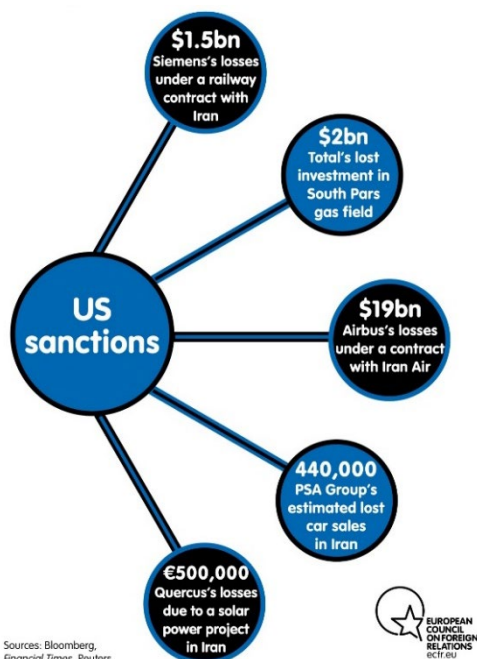 $1.5bn
Siemens's losses
under a railway
contract with
Iran
$2bn
Total's lost
investment in
South Pars
gas field
US
sanctions
$19bn
Airbus's losses
under a contract
with Iran Air
440,000
PSA Group's
estimated lost
car sales
in Iran
€500,000
Quercus's losses
due to a solar
power project
in Iran
Sources: Bloomberg,
Financial Times, Reuters
EUROPEAN
COUNCIL
ON FOREIGN
RELATIONS
ecfr.eu